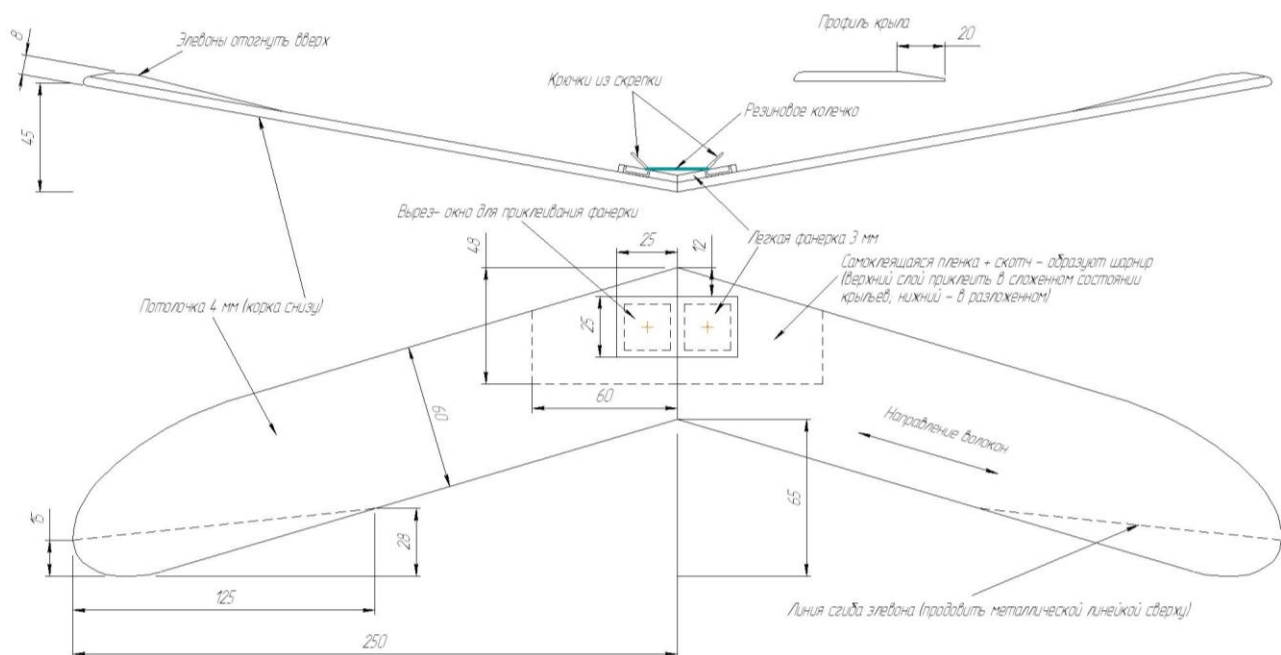 Профиль крыла
20
8
Элевоны отогнуть вверх
Крючки из скрепки
Резиновое колечко
45
Вырез- окно для приклеивания фанерки
Легкая фанерка 3 мм
48
25
12
Самоклеящаяся пленка + скотч - образуют шарнир
(верхний слой приклеить в сложенном состоянии
крыльев, нижний - в разложенном)
Потолочка 4 мм (корка снизу)
25
60
60
Направление волокон
15
28
65
125
Линия сгиба элевона (продавить металлической линейкой сверху)
250